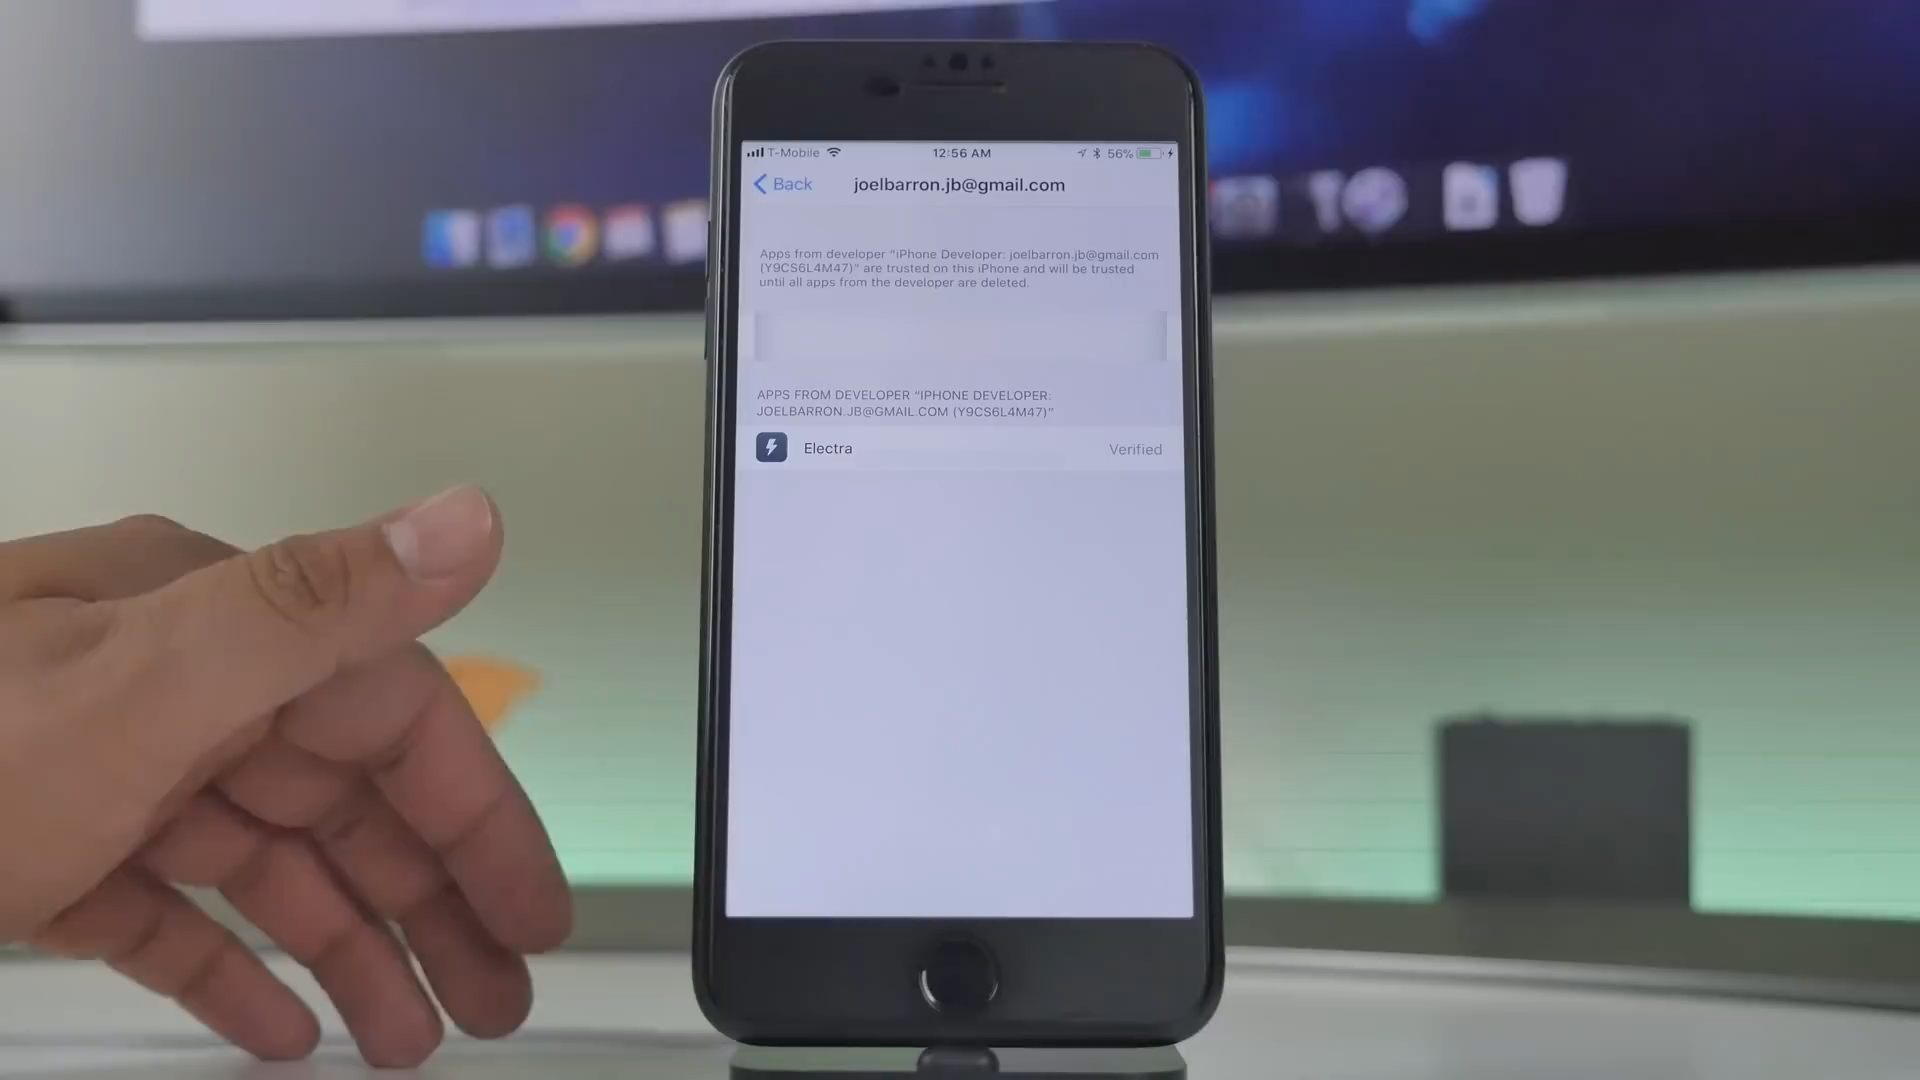 T-Mobile 12:56 AM 56%
Back joelbarron.jb@gmail.com
Apps from developer “iPhone Developer: joelbarron.jb@gmail.com
(Y9CS6L4M47)” are trusted on this iPhone and will be trusted
until all apps from the developer are deleted.
APPS FROM DEVELOPER “IPHONE DEVELOPER:
JOELBARRON.JB@GMAIL.COM (Y9CS6L4M47)”
Electra Verified